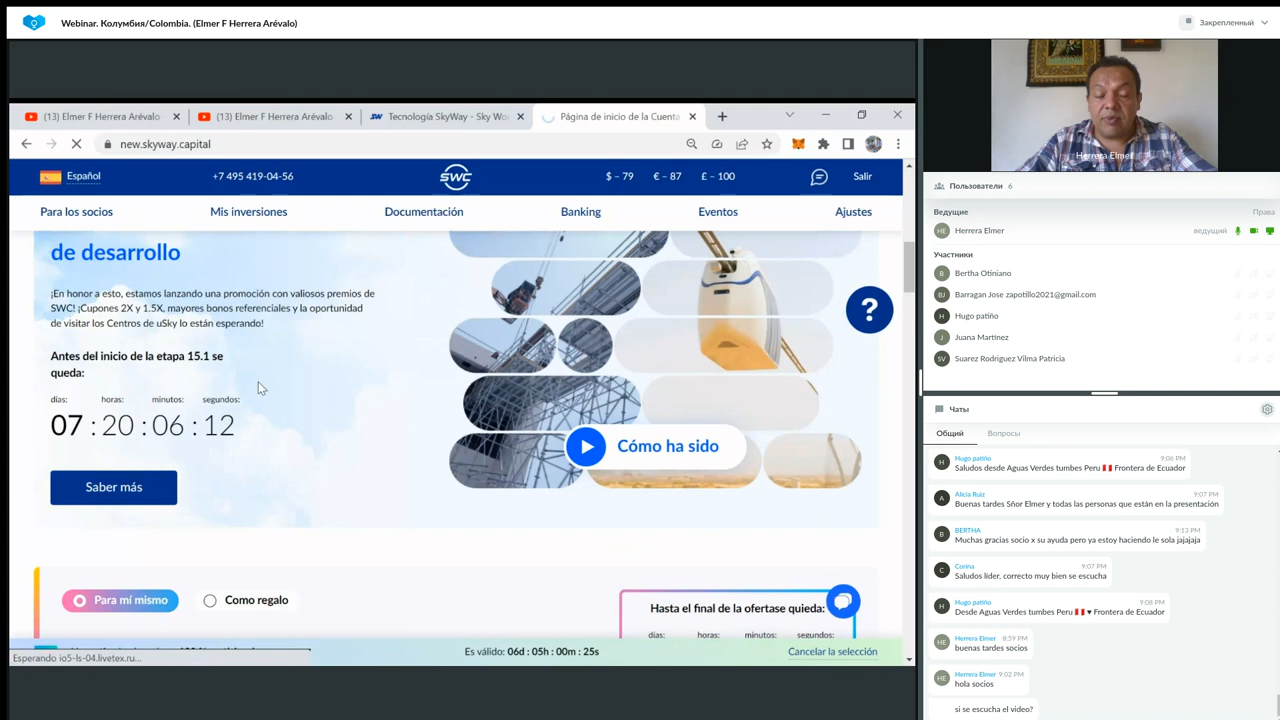 Webinar. Колумбия/Colombia. (Elmer F Herrera Arévalo)
Закрепленный
(13) Elmer F Herrera Arévalo
(13) Elmer F Herrera Arévalo
Tecnología SkyWay - Sky Wo
Página de inicio de la Cuenta
new.skyway.capital
Español
+7 495 419-04-56
SWC
$ – 79
€ – 87
£ – 100
Salir
Para los socios
Mis inversiones
Documentación
Banking
Eventos
Ajustes
de desarrollo
¡En honor a esto, estamos lanzando una promoción con valiosos premios de
SWC! ¡Cupones 2X y 1.5X, mayores bonos referenciales y la oportunidad
de visitar los Centros de uSky lo están esperando!
Antes del inicio de la etapa 15.1 se
queda:
días: horas: minutos: segundos:
07 : 20 : 06 : 12
Saber más
Cómo ha sido
?
Para mí mismo
Como regalo
Hasta el final de la ofertase quieda:
días: horas: minutos: segundos:
Es válido: 06d : 05h : 00m : 25s
Cancelar la selección
Esperando io5-ls-04.livetex.ru...
Herrera Elmer
Пользователи 6
Ведущие
Права
HE
Herrera Elmer
ведущий
Участники
B
Bertha Otiniano
BJ
Barragan Jose zapotillo2021@gmail.com
H
Hugo patiño
J
Juana Martínez
SV
Suarez Rodriguez Vilma Patricia
Чаты
Общий
Вопросы
H
Hugo patiño
9:06 PM
Saludos desde Aguas Verdes tumbes Peru 🇵🇪 Frontera de Ecuador
A
Alicia Ruiz
9:07 PM
Buenas tardes Sñor Elmer y todas las personas que están en la presentación
B
BERTHA
9:13 PM
Muchas gracias socio x su ayuda pero ya estoy haciendo le sola jajajaja
C
Corina
9:07 PM
Saludos líder, correcto muy bien se escucha
H
Hugo patiño
9:08 PM
Desde Aguas Verdes tumbes Peru 🇵🇪 ♥ Frontera de Ecuador
HE
Herrera Elmer 8:59 PM
buenas tardes socios
HE
Herrera Elmer 9:02 PM
hola socios
si se escucha el video?